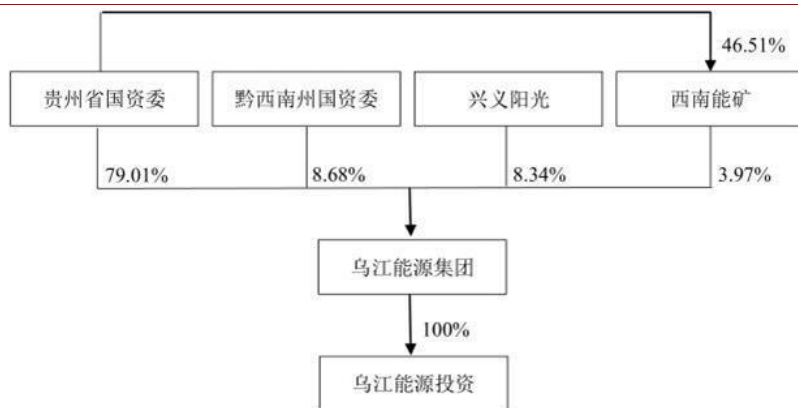 46.51%
贵州省国资委
黔西南州国资委
兴义阳光
西南能矿
79.01%
8.68%
8.34%
3.97%
乌江能源集团
100%
乌江能源投资